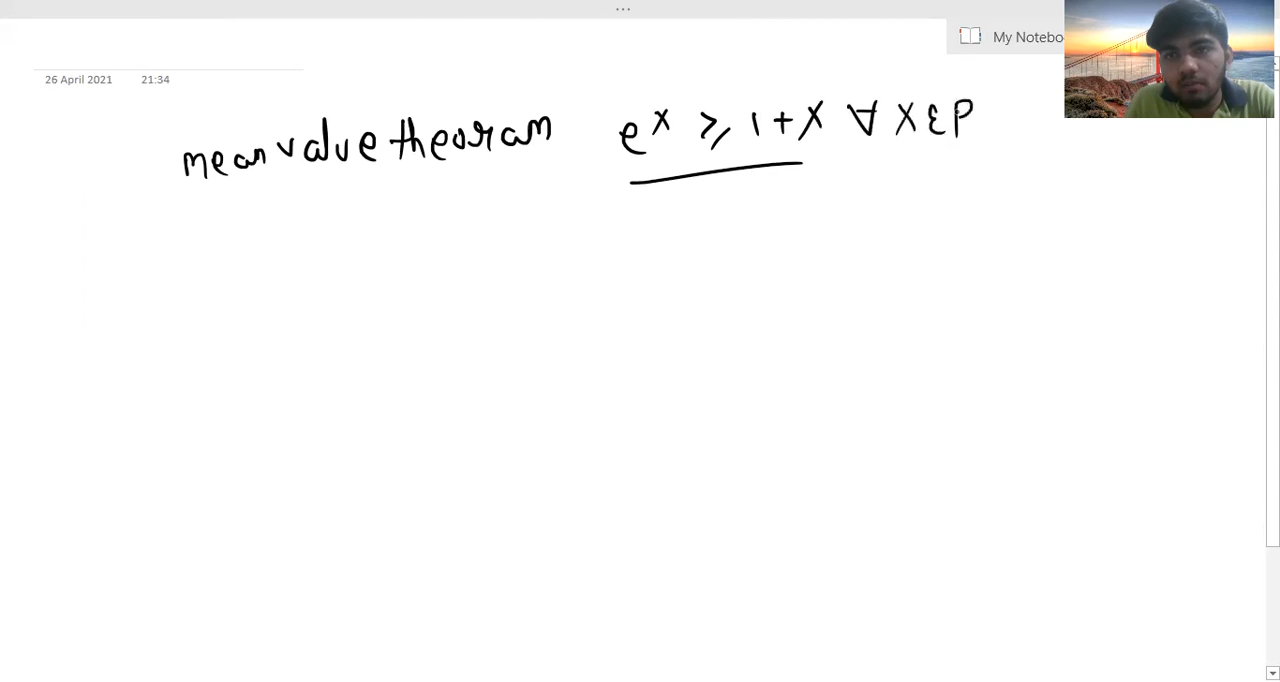 ...
My Notebo
26 April 2021 21:34
mean value theoram e^x ≥ 1+x ∀ x ε P